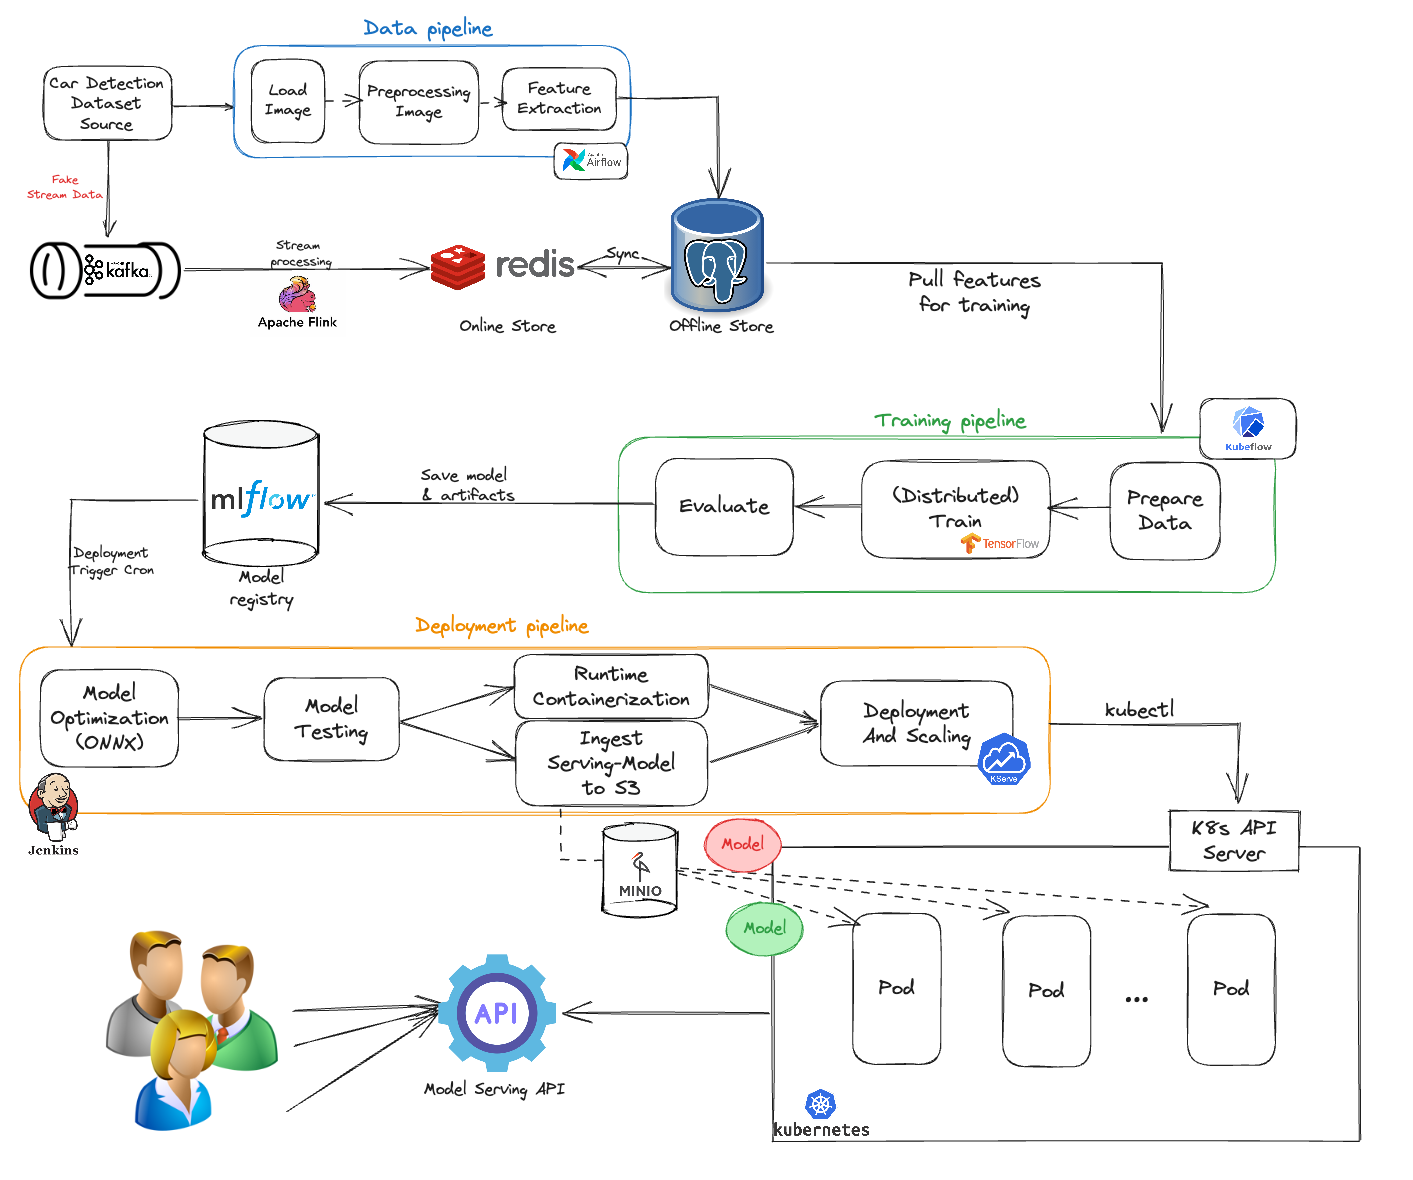 Data pipeline
Car Detection
Dataset
Source
Load
Image
Preprocessing
Image
Feature
Extraction
Airflow
Fake
Stream Data
kafka
Stream
processing
Apache Flink
redis
Online Store
Sync
Offline Store
Pull features
for training
Training pipeline
Kubeflow
Evaluate
(Distributed)
Train
TensorFlow
Prepare
Data
Save model
& artifacts
mlflow
Model
registry
Deployment
Trigger Cron
Deployment pipeline
Model
Optimization
(ONNX)
Model
Testing
Runtime
Containerization
Ingest
Serving-Model
to S3
Deployment
And Scaling
KServe
Jenkins
kubectl
K8s API
Server
MINIO
Model
Model
Pod
Pod
...
Pod
API
Model Serving API
kubernetes